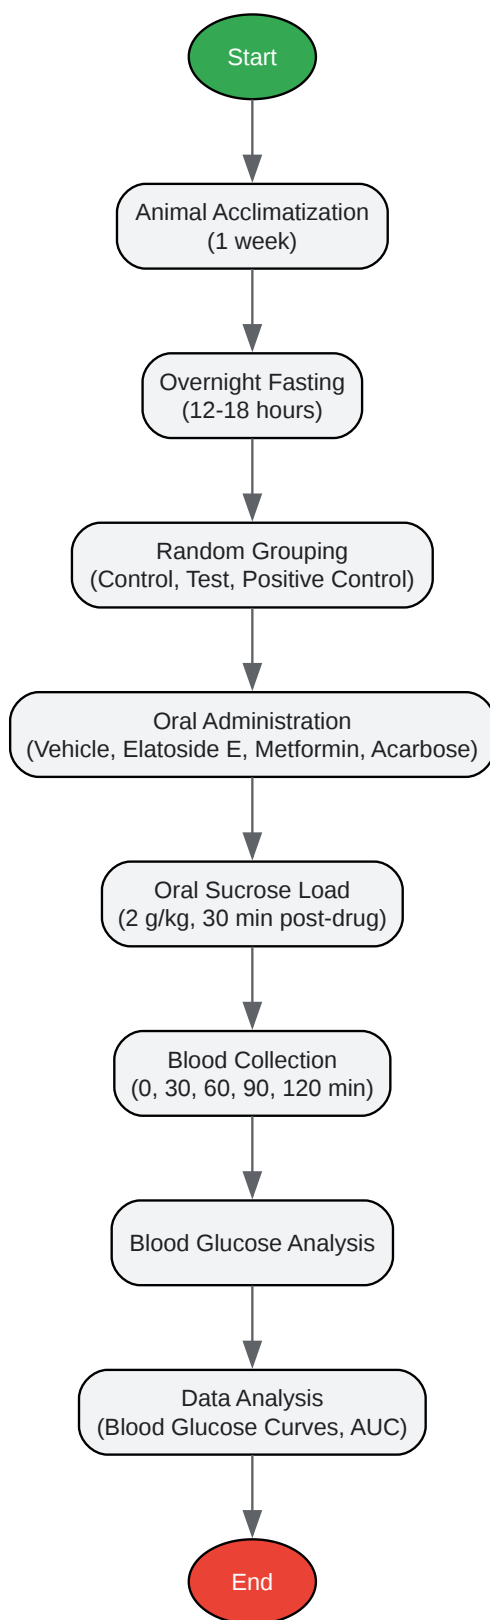 Start
Animal Acclimatization
(1 week)
Overnight Fasting
(12-18 hours)
Random Grouping
(Control, Test, Positive Control)
Oral Administration
(Vehicle, Elatoside E, Metformin, Acarbose)
Oral Sucrose Load
(2 g/kg, 30 min post-drug)
Blood Collection
(0, 30, 60, 90, 120 min)
Blood Glucose Analysis
Data Analysis
(Blood Glucose Curves, AUC)
End